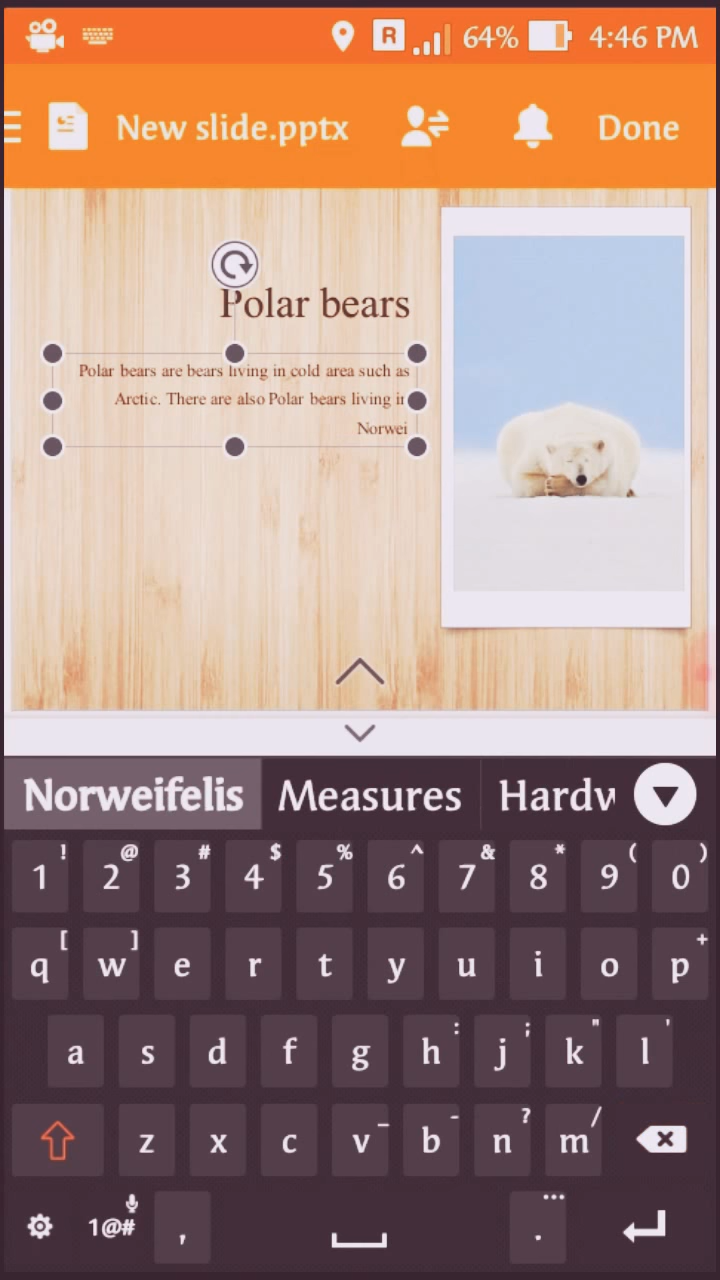 R 64% 4:46 PM
New slide.pptx Done
Polar bears
Polar bears are bears living in cold area such as
Arctic. There are also Polar bears living in
Norwei
Norweifelis Measures Hardw
! @ # $ % ^ & * ( )
1 2 3 4 5 6 7 8 9 0
[ ] +
q w e r t y u i o p
: ; " '
a s d f g h j k l
_ - ? /
z x c v b n m
1@# , . ...